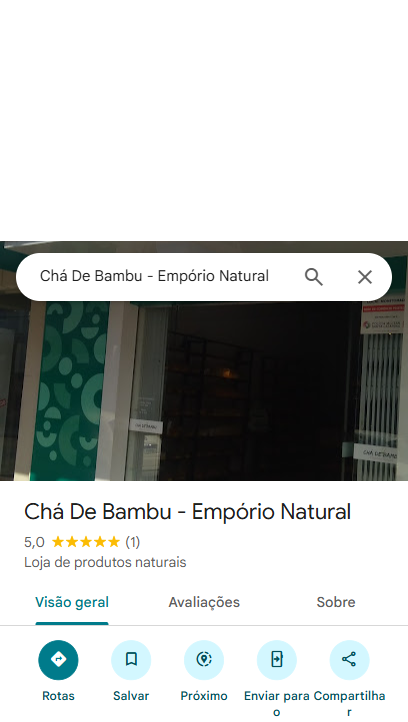 Chá De Bambu - Empório Natural
Chá De Bambu - Empório Natural
5,0 (1)
Loja de produtos naturais
Visão geral
Avaliações
Sobre
Rotas
Salvar
Próximo
Enviar para o
Compartilhar